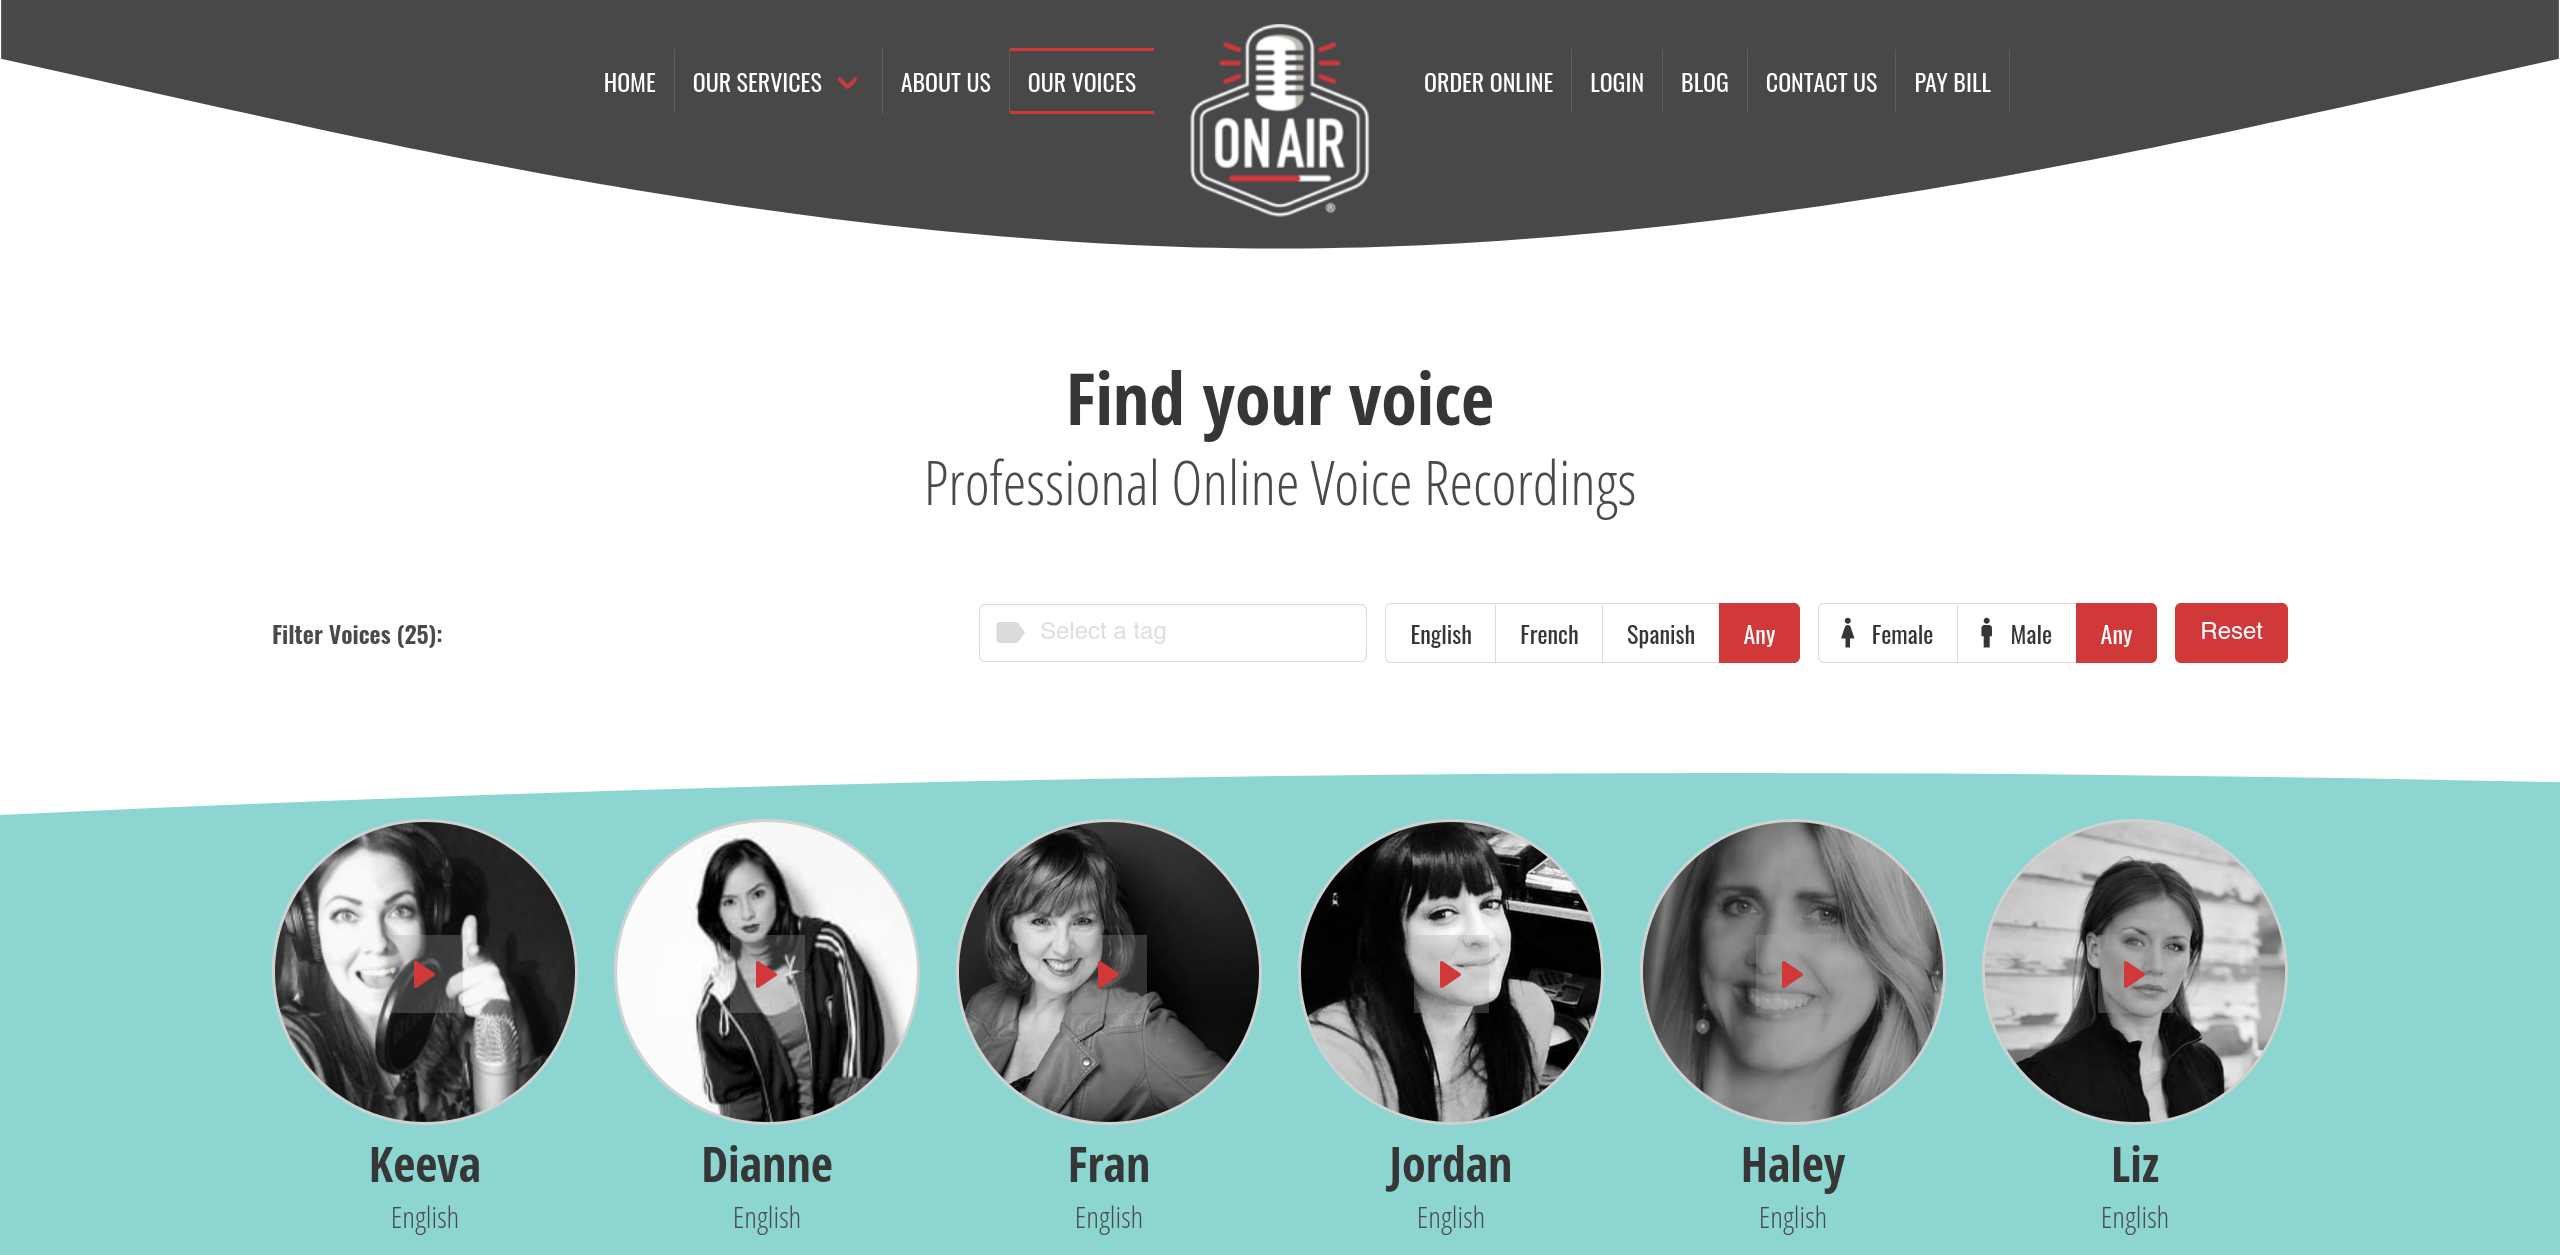 HOME OUR SERVICES ABOUT US OUR VOICES ORDER ONLINE LOGIN BLOG CONTACT US PAY BILL
ON AIR
®
Find your voice
Professional Online Voice Recordings
Filter Voices (25): Select a tag English French Spanish Any Female Male Any Reset
Keeva Dianne Fran Jordan Haley Liz
English English English English English English